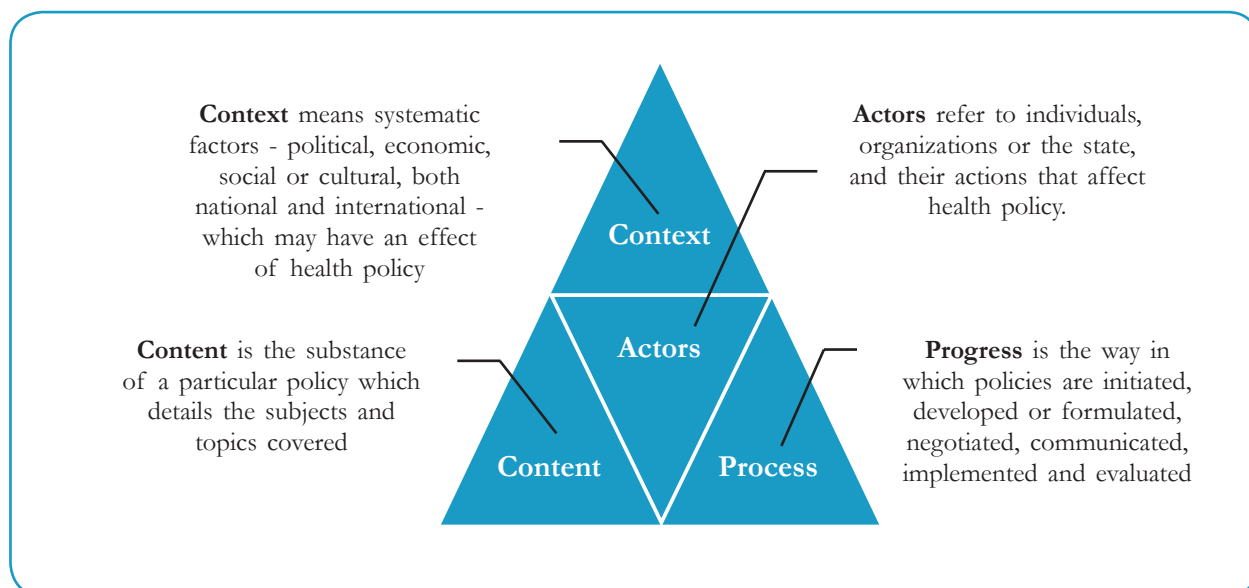 Context means systematic
factors - political, economic,
social or cultural, both
national and international -
which may have an effect
of health policy
Actors refer to individuals,
organizations or the state,
and their actions that affect
health policy.
Context
Content is the substance
of a particular policy which
details the subjects and
topics covered
Actors
Progress is the way in
which policies are initiated,
developed or formulated,
negotiated, communicated,
implemented and evaluated
Content
Process